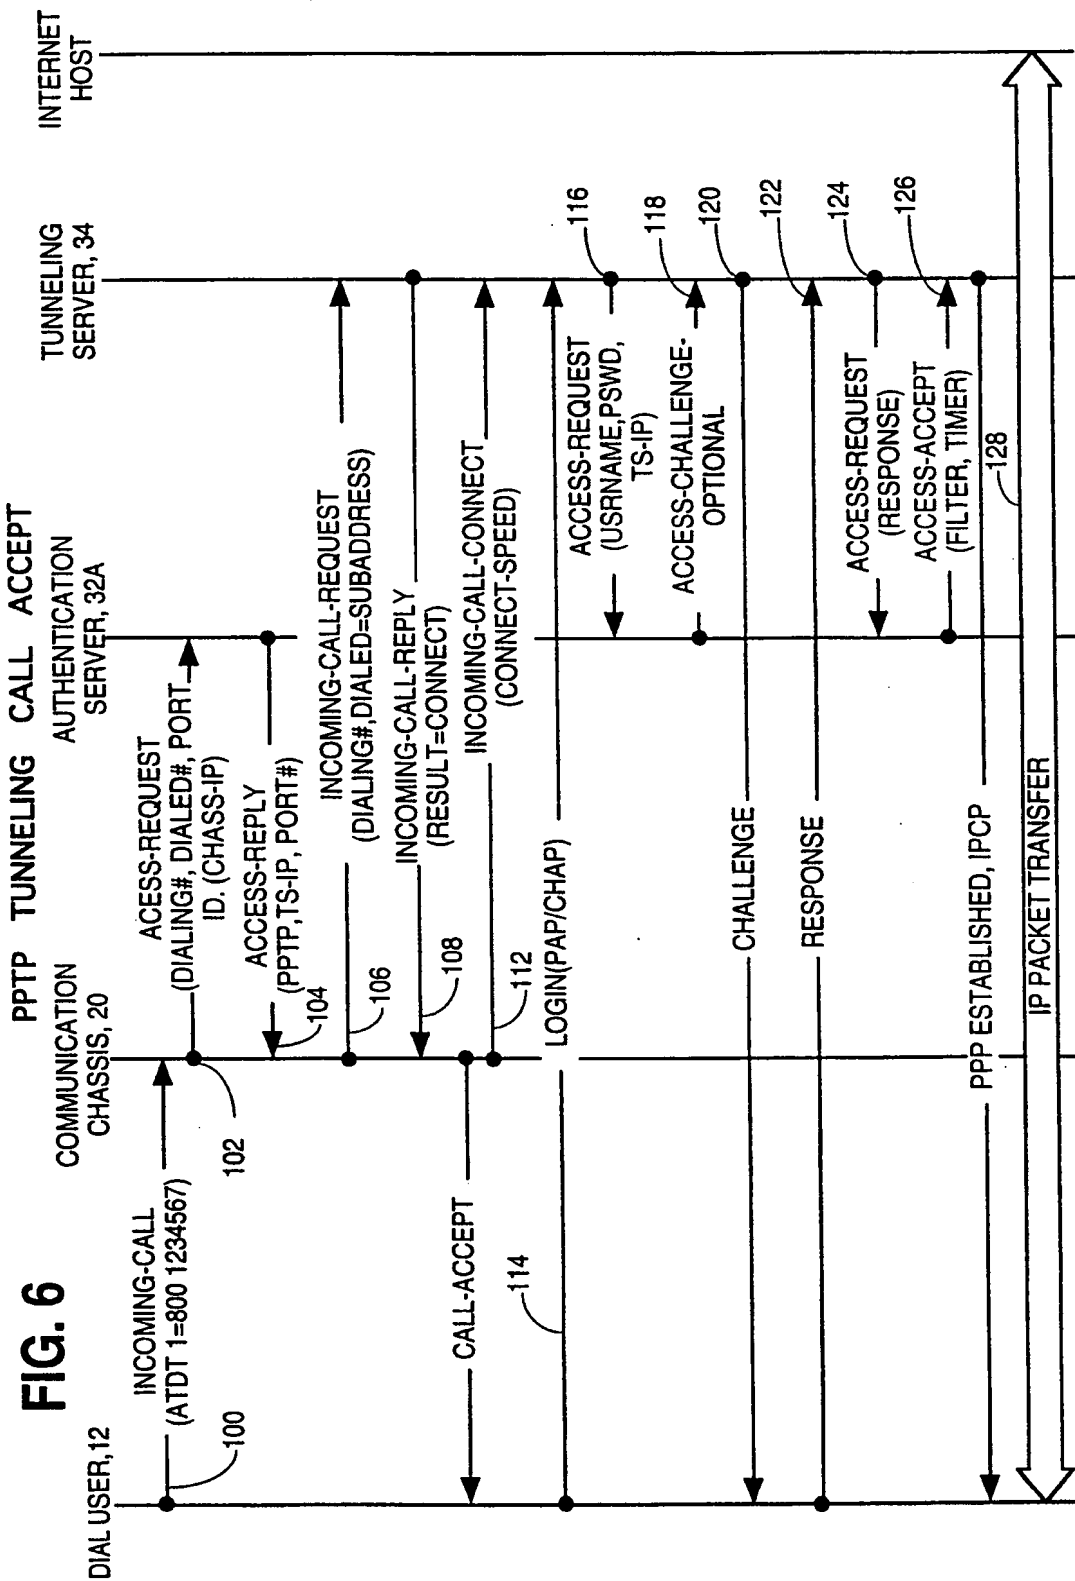 FIG. 6
PPTP TUNNELING CALL ACCEPT
DIAL USER,12
COMMUNICATION
CHASSIS, 20
AUTHENTICATION
SERVER, 32A
TUNNELING
SERVER, 34
INTERNET
HOST
INCOMING-CALL
(ATDT 1=800 1234567)
100
ACESS-REQUEST
(DIALING#, DIALED#, PORT
ID. (CHASS-IP)
102
ACCESS-REPLY
(PPTP,TS-IP, PORT#)
104
INCOMING-CALL-REQUEST
(DIALING#,DIALED=SUBADDRESS)
106
INCOMING-CALL-REPLY
(RESULT=CONNECT)
108
CALL-ACCEPT
INCOMING-CALL-CONNECT
(CONNECT-SPEED)
112
LOGIN(PAP/CHAP)
114
ACCESS-REQUEST
(USRNAME,PSWD,
TS-IP)
116
ACCESS-CHALLENGE-
OPTIONAL
118
CHALLENGE
120
RESPONSE
122
ACCESS-REQUEST
(RESPONSE)
124
ACCESS-ACCEPT
(FILTER, TIMER)
126
PPP ESTABLISHED, IPCP
IP PACKET TRANSFER
128